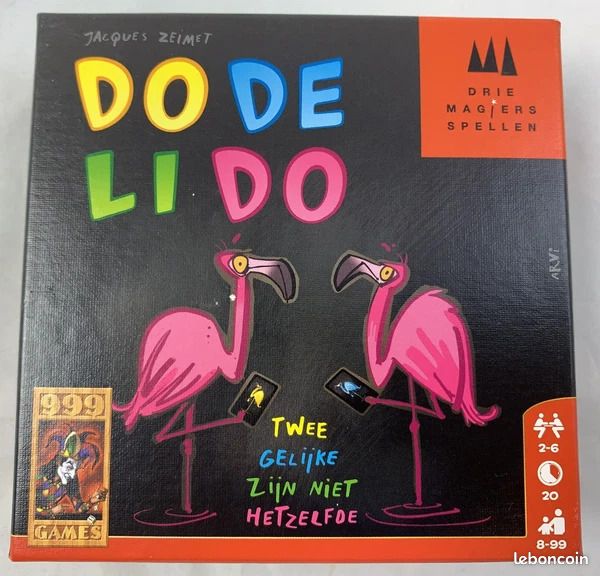 JACQUES ZEIMET
DO DE
LI DO
DRIE
MAGIERS
SPELLEN
ARVi
TWEE
GELIJKE
ZIJN NIET
HETZELFDE
999
GAMES
2-6
20
8-99
leboncoin